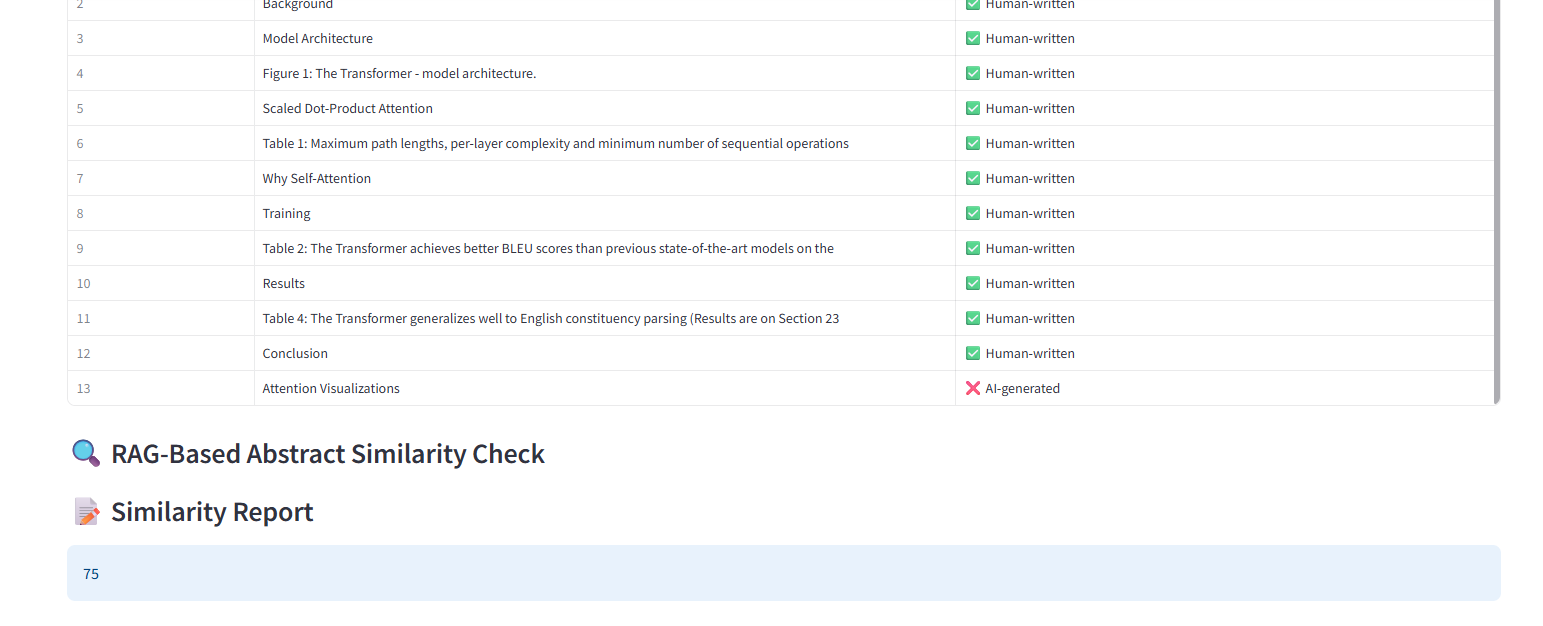 2 Background ✅ Human-written
3 Model Architecture ✅ Human-written
4 Figure 1: The Transformer - model architecture. ✅ Human-written
5 Scaled Dot-Product Attention ✅ Human-written
6 Table 1: Maximum path lengths, per-layer complexity and minimum number of sequential operations ✅ Human-written
7 Why Self-Attention ✅ Human-written
8 Training ✅ Human-written
9 Table 2: The Transformer achieves better BLEU scores than previous state-of-the-art models on the ✅ Human-written
10 Results ✅ Human-written
11 Table 4: The Transformer generalizes well to English constituency parsing (Results are on Section 23 ✅ Human-written
12 Conclusion ✅ Human-written
13 Attention Visualizations ❌ AI-generated
🔍 RAG-Based Abstract Similarity Check
📝 Similarity Report
75